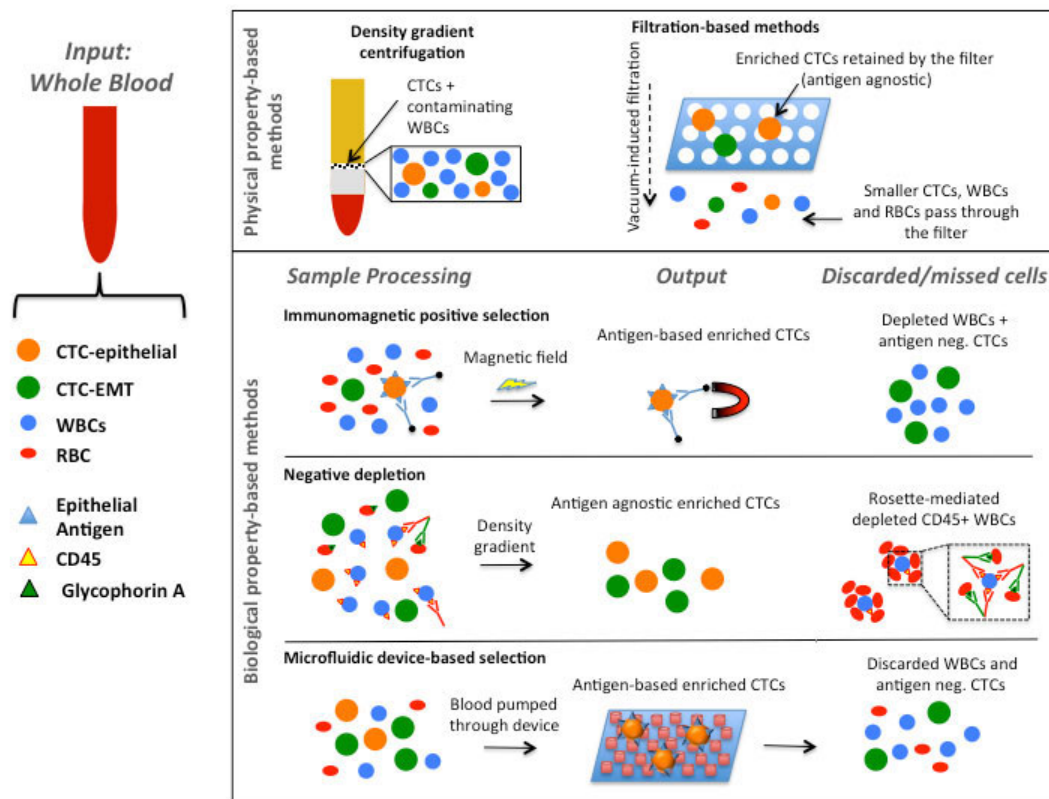 Input:
Whole Blood
CTC-epithelial
CTC-EMT
WBCs
RBC
Epithelial
Antigen
CD45
Glycophorin A
Physical property-based
methods
Density gradient
centrifugation
CTCs +
contaminating
WBCs
Filtration-based methods
Vacuum-induced filtration
Enriched CTCs retained by the filter
(antigen agnostic)
Smaller CTCs, WBCs
and RBCs pass through
the filter
Biological property-based methods
Sample Processing
Output
Discarded/missed cells
Immunomagnetic positive selection
Magnetic field
Antigen-based enriched CTCs
Depleted WBCs +
antigen neg. CTCs
Negative depletion
Density
gradient
Antigen agnostic enriched CTCs
Rosette-mediated
depleted CD45+ WBCs
Microfluidic device-based selection
Blood pumped
through device
Antigen-based enriched CTCs
Discarded WBCs and
antigen neg. CTCs